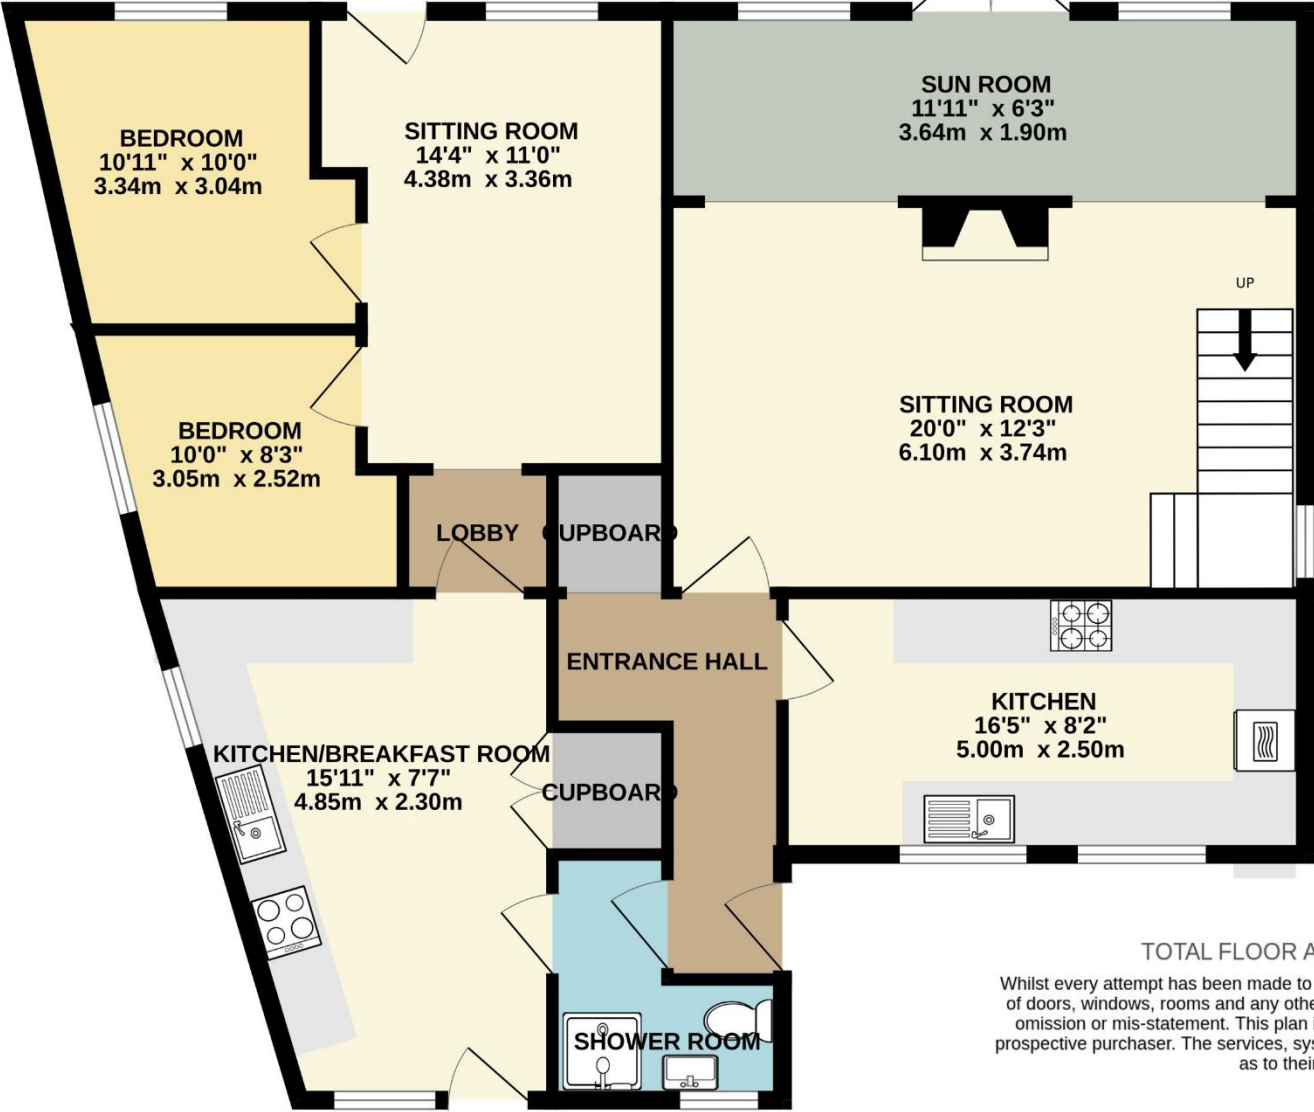 SUN ROOM
11'11" x 6'3"
3.64m x 1.90m
BEDROOM
10'11" x 10'0"
3.34m x 3.04m
SITTING ROOM
14'4" x 11'0"
4.38m x 3.36m
UP
SITTING ROOM
20'0" x 12'3"
6.10m x 3.74m
BEDROOM
10'0" x 8'3"
3.05m x 2.52m
LOBBY
CUPBOARD
ENTRANCE HALL
KITCHEN
16'5" x 8'2"
5.00m x 2.50m
KITCHEN/BREAKFAST ROOM
15'11" x 7'7"
4.85m x 2.30m
CUPBOARD
SHOWER ROOM
TOTAL FLOOR A
Whilst every attempt has been made to
of doors, windows, rooms and any othe
omission or mis-statement. This plan i
prospective purchaser. The services, sys
as to thei